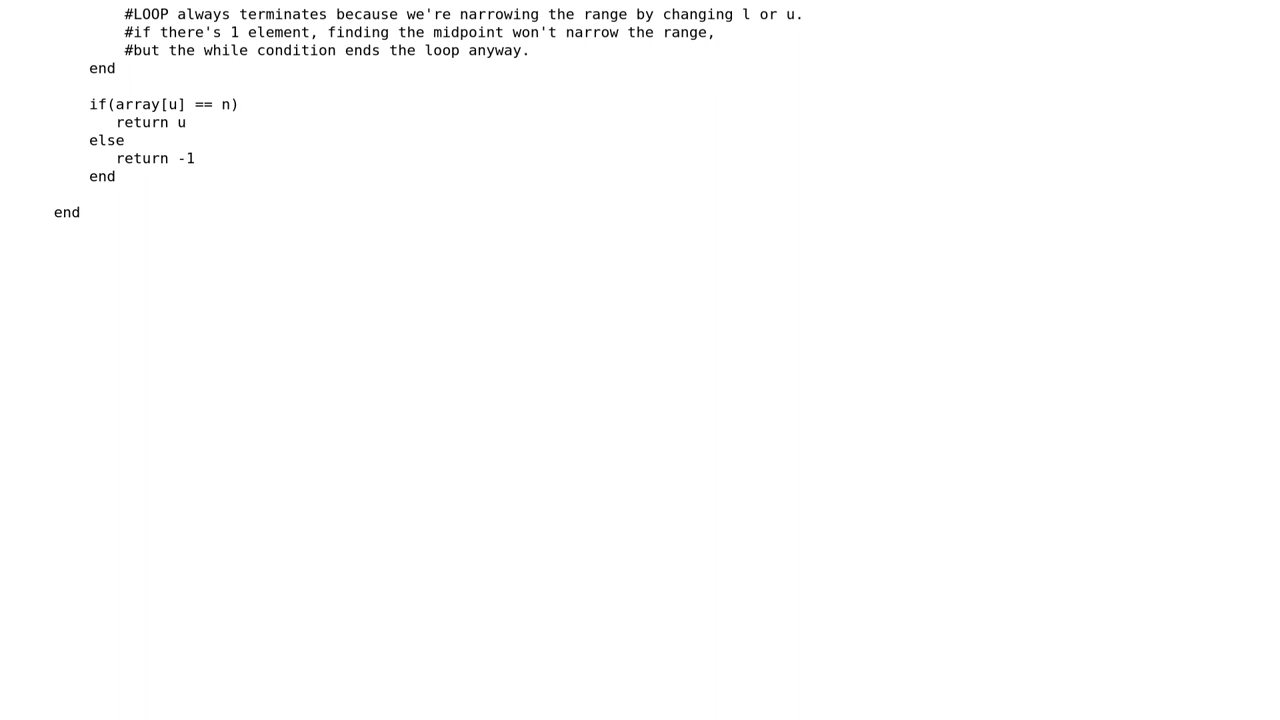 #LOOP always terminates because we're narrowing the range by changing l or u.
#if there's 1 element, finding the midpoint won't narrow the range,
#but the while condition ends the loop anyway.
end
if(array[u] == n)
return u
else
return -1
end
end